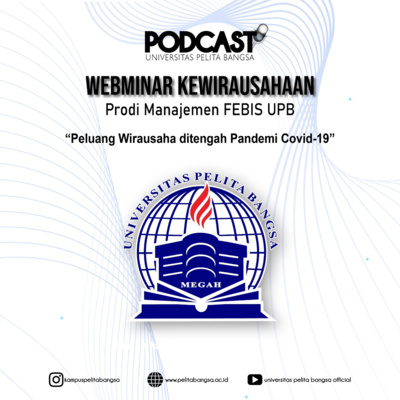 PODCAST
UNIVERSITAS PELITA BANGSA
WEBMINAR KEWIRAUSAHAAN
Prodi Manajemen FEBIS UPB
“Peluang Wirausaha ditengah Pandemi Covid-19”
UNIVERSITAS PELITA BANGSA
MEGAH
kampuspelitabangsa
www.pelitabangsa.ac.id
universitas pelita bangsa official